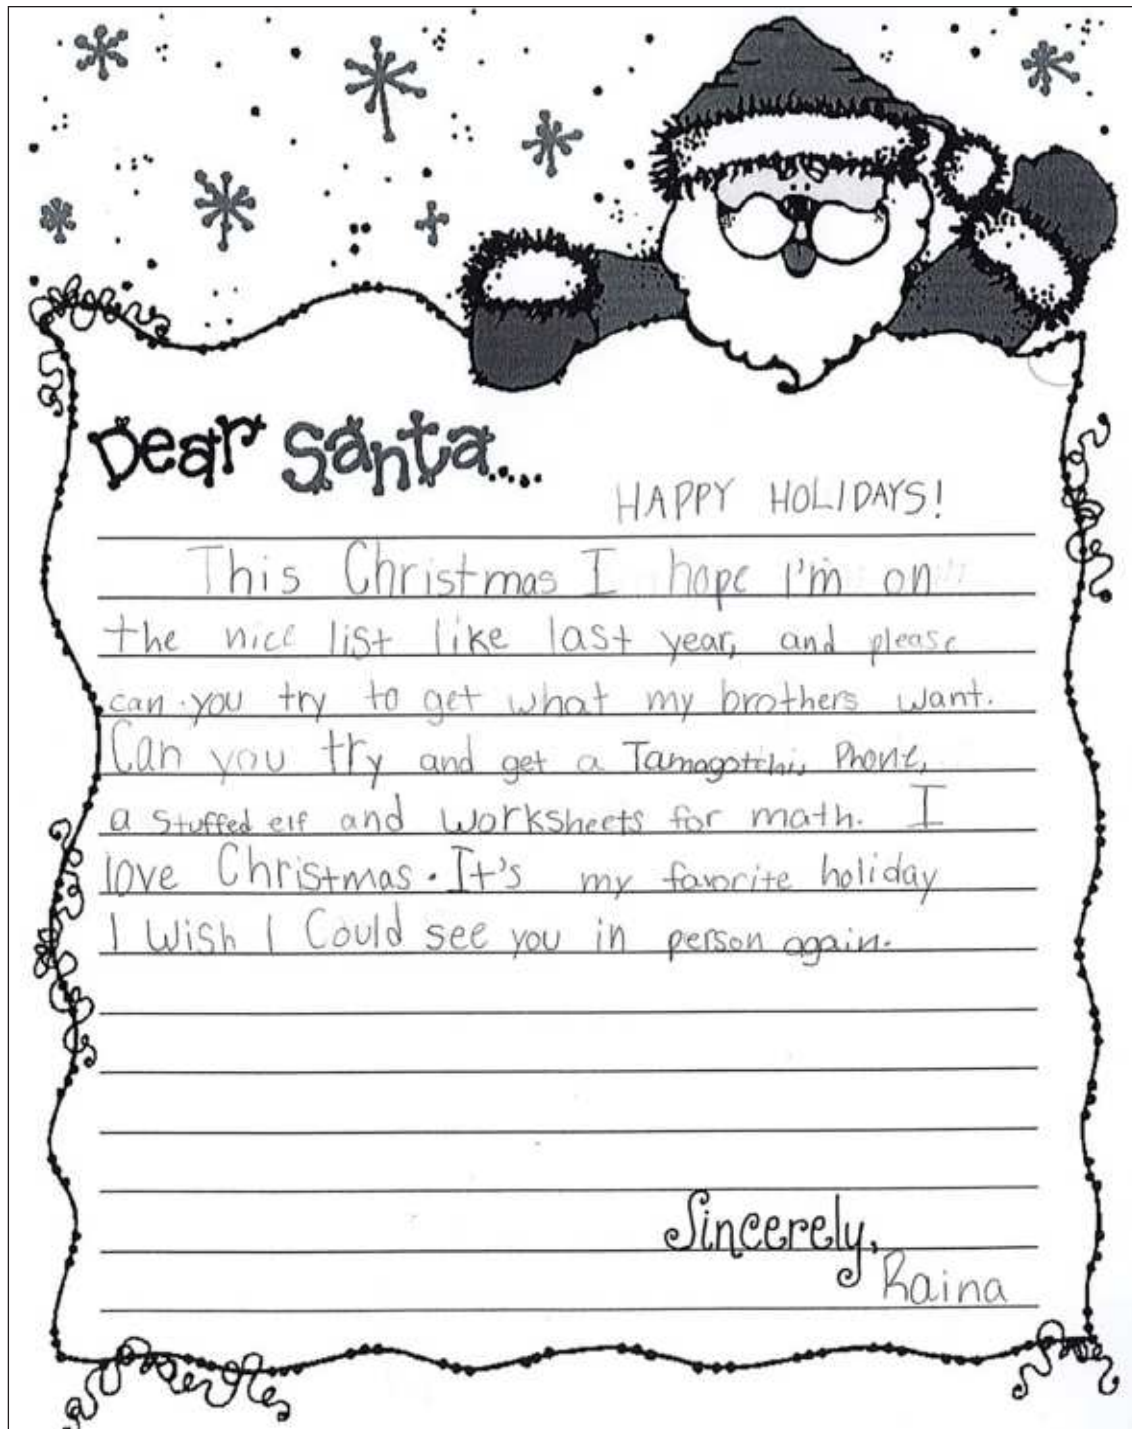 Dear Santa....
HAPPY HOLIDAYS!
This Christmas I hope I'm on
the nice list like last year, and please
can you try to get what my brothers want.
Can you try and get a Tamagotchi, Phone,
a stuffed elf and worksheets for math. I
love Christmas. It's my favorite holiday
I Wish I Could see you in person again.
Sincerely,
Raina